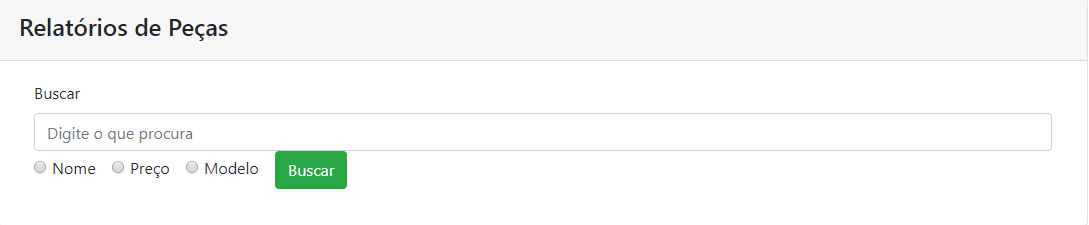 Relatórios de Peças
Buscar
Digite o que procura
Nome Preço Modelo Buscar